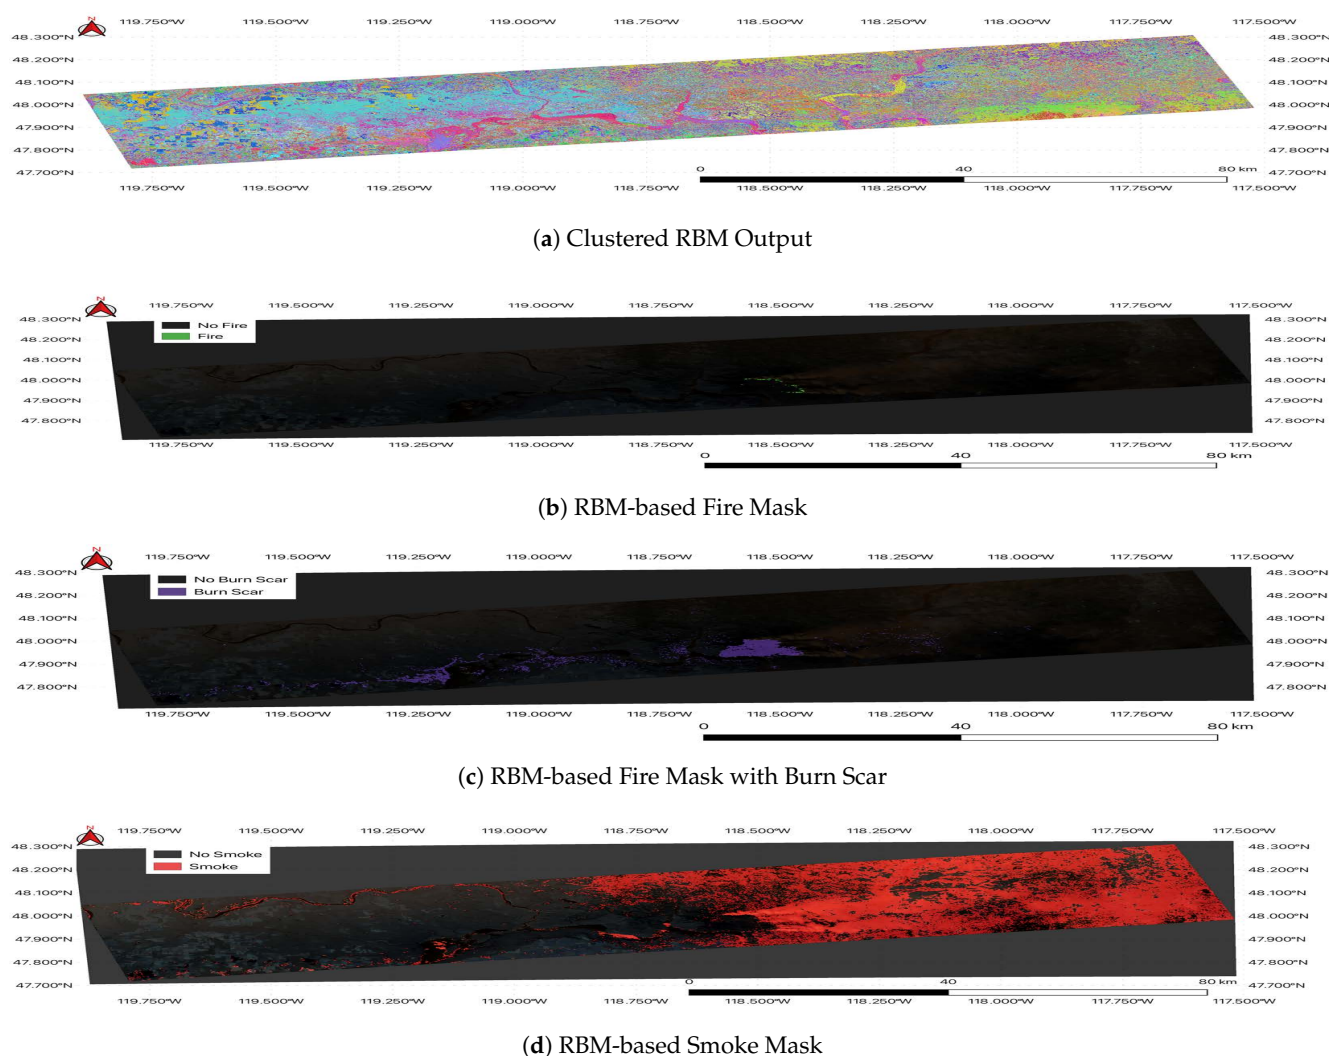 N
119.750°W 119.500°W 119.250°W 119.000°W 118.750°W 118.500°W 118.250°W 118.000°W 117.750°W 117.500°W
48.300°N 48.300°N
48.200°N 48.200°N
48.100°N 48.100°N
48.000°N 48.000°N
47.900°N 47.900°N
47.800°N 47.800°N
47.700°N 47.700°N
0 40 80 km
119.750°W 119.500°W 119.250°W 119.000°W 118.750°W 118.500°W 118.250°W 118.000°W 117.750°W 117.500°W
(a) Clustered RBM Output
N
119.750°W 119.500°W 119.250°W 119.000°W 118.750°W 118.500°W 118.250°W 118.000°W 117.750°W 117.500°W
48.300°N No Fire 48.300°N
48.200°N Fire 48.200°N
48.100°N 48.100°N
48.000°N 48.000°N
47.900°N 47.900°N
47.800°N 47.800°N
119.750°W 119.500°W 119.250°W 119.000°W 118.750°W 118.500°W 118.250°W 118.000°W 117.750°W 117.500°W
0 40 80 km
(b) RBM-based Fire Mask
N
119.750°W 119.500°W 119.250°W 119.000°W 118.750°W 118.500°W 118.250°W 118.000°W 117.750°W 117.500°W
48.300°N No Burn Scar 48.300°N
48.200°N Burn Scar 48.200°N
48.100°N 48.100°N
48.000°N 48.000°N
47.900°N 47.900°N
47.800°N 47.800°N
119.750°W 119.500°W 119.250°W 119.000°W 118.750°W 118.500°W 118.250°W 118.000°W 117.750°W 117.500°W
0 40 80 km
(c) RBM-based Fire Mask with Burn Scar
N
119.750°W 119.500°W 119.250°W 119.000°W 118.750°W 118.500°W 118.250°W 118.000°W 117.750°W 117.500°W
48.300°N No Smoke 48.300°N
48.200°N Smoke 48.200°N
48.100°N 48.100°N
48.000°N 48.000°N
47.900°N 47.900°N
47.800°N 47.800°N
47.700°N 47.700°N
0 40 80 km
119.750°W 119.500°W 119.250°W 119.000°W 118.750°W 118.500°W 118.250°W 118.000°W 117.750°W 117.500°W
(d) RBM-based Smoke Mask